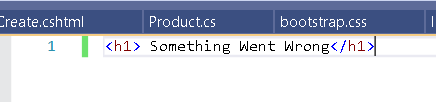 Create.cshtml Product.cs bootstrap.css
1 <h1> Something Went Wrong</h1>